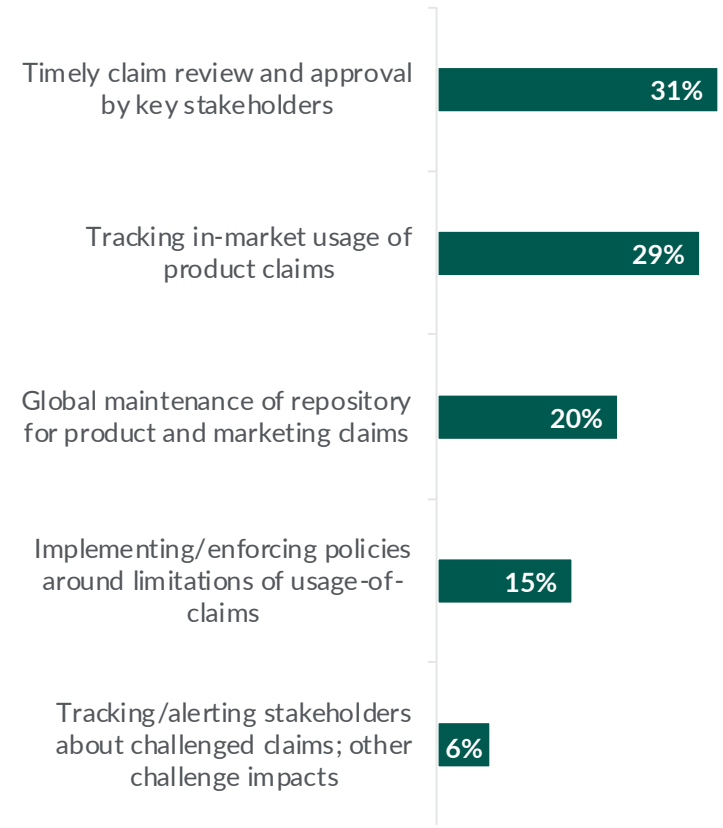 Timely claim review and approval
by key stakeholders
31%
Tracking in-market usage of
product claims
29%
Global maintenance of repository
for product and marketing claims
20%
Implementing/enforcing policies
around limitations of usage-of-
claims
15%
Tracking/alerting stakeholders
about challenged claims; other
challenge impacts
6%